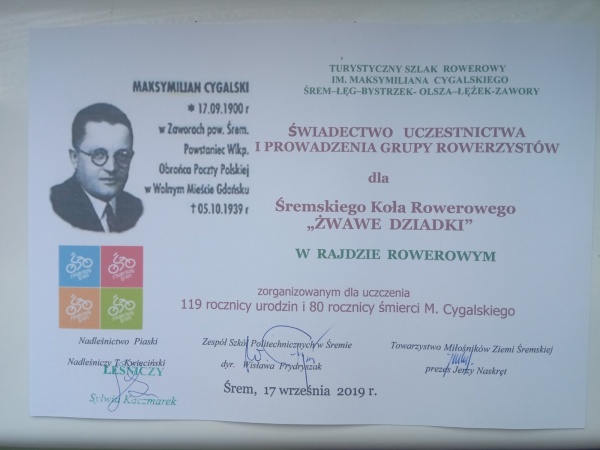 TURYSTYCZNY SZLAK ROWEROWY
IM. MAKSYMILIANA CYGALSKIEGO
ŚREM–ŁĘG–BYSTRZEK- OLSZA–ŁĘŻEK-ZAWORY
MAKSYMILIAN CYGALSKI
* 17.09.1900 r
w Zaworach pow. Śrem.
Powstaniec Wlkp.
Obrońca Poczty Polskiej
w Wolnym Mieście Gdańsku
† 05.10.1939 r
ŚWIADECTWO UCZESTNICTWA
I PROWADZENIA GRUPY ROWERZYSTÓW
dla
Śremskiego Koła Rowerowego
„ŻWAWE DZIADKI”
W RAJDZIE ROWEROWYM
zorganizowanym dla uczczenia
119 rocznicy urodzin i 80 rocznicy śmierci M. Cygalskiego
Nadleśnictwo Piaski
Nadleśniczy T. Kwieciński
LEŚNICZY
Sylwia Kaczmarek
Zespół Szkół Politechnicznych w Śremie
dyr. Wisława Prydryszak
Towarzystwo Miłośników Ziemi Śremskiej
prezes Jerzy Naskręt
Śrem, 17 września 2019 r.